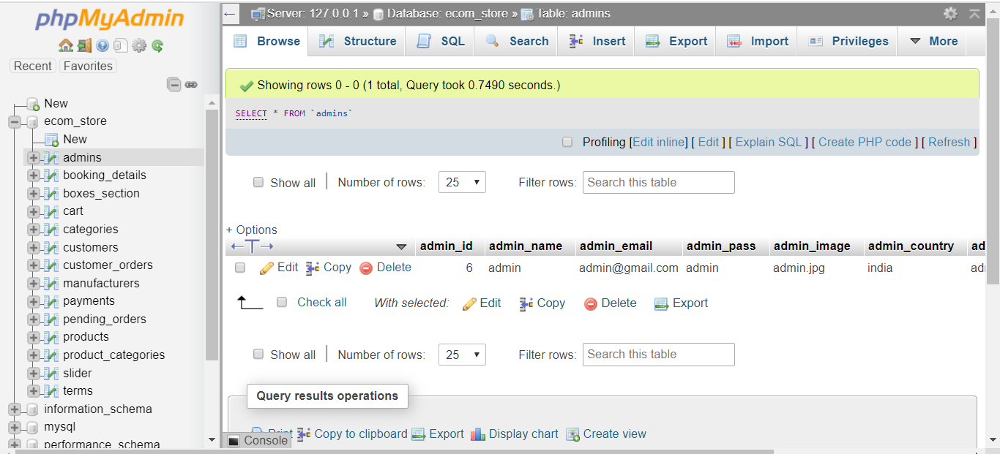 phpMyAdmin
Recent Favorites
New
ecom_store
New
admins
booking_details
boxes_section
cart
categories
customers
customer_orders
manufacturers
payments
pending_orders
products
product_categories
slider
terms
information_schema
mysql
performance_schema
Server: 127.0.0.1 » Database: ecom_store » Table: admins
Browse Structure SQL Search Insert Export Import Privileges More
Showing rows 0 - 0 (1 total, Query took 0.7490 seconds.)
SELECT * FROM `admins`
Profiling [Edit inline] [ Edit ] [ Explain SQL ] [ Create PHP code ] [ Refresh ]
Show all Number of rows: 25 Filter rows: Search this table
+ Options
admin_id admin_name admin_email admin_pass admin_image admin_country ad
Edit Copy Delete 6 admin admin@gmail.com admin admin.jpg india
Check all With selected: Edit Copy Delete Export
Show all Number of rows: 25 Filter rows: Search this table
Query results operations
Print Copy to clipboard Export Display chart Create view
Console